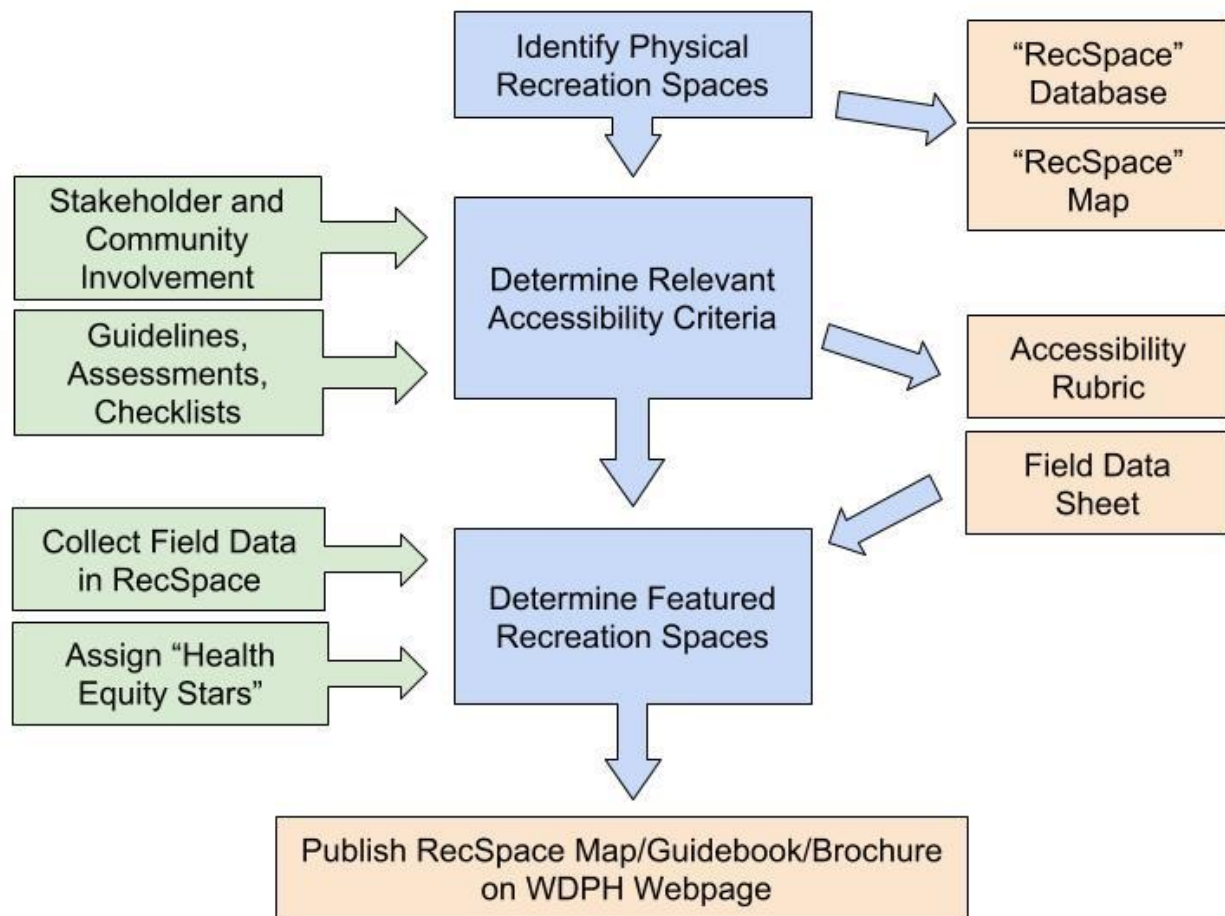 Identify Physical
Recreation Spaces
“RecSpace”
Database
“RecSpace”
Map
Stakeholder and
Community
Involvement
Guidelines,
Assessments,
Checklists
Determine Relevant
Accessibility Criteria
Accessibility
Rubric
Field Data
Sheet
Collect Field Data
in RecSpace
Assign “Health
Equity Stars”
Determine Featured
Recreation Spaces
Publish RecSpace Map/Guidebook/Brochure
on WDPH Webpage